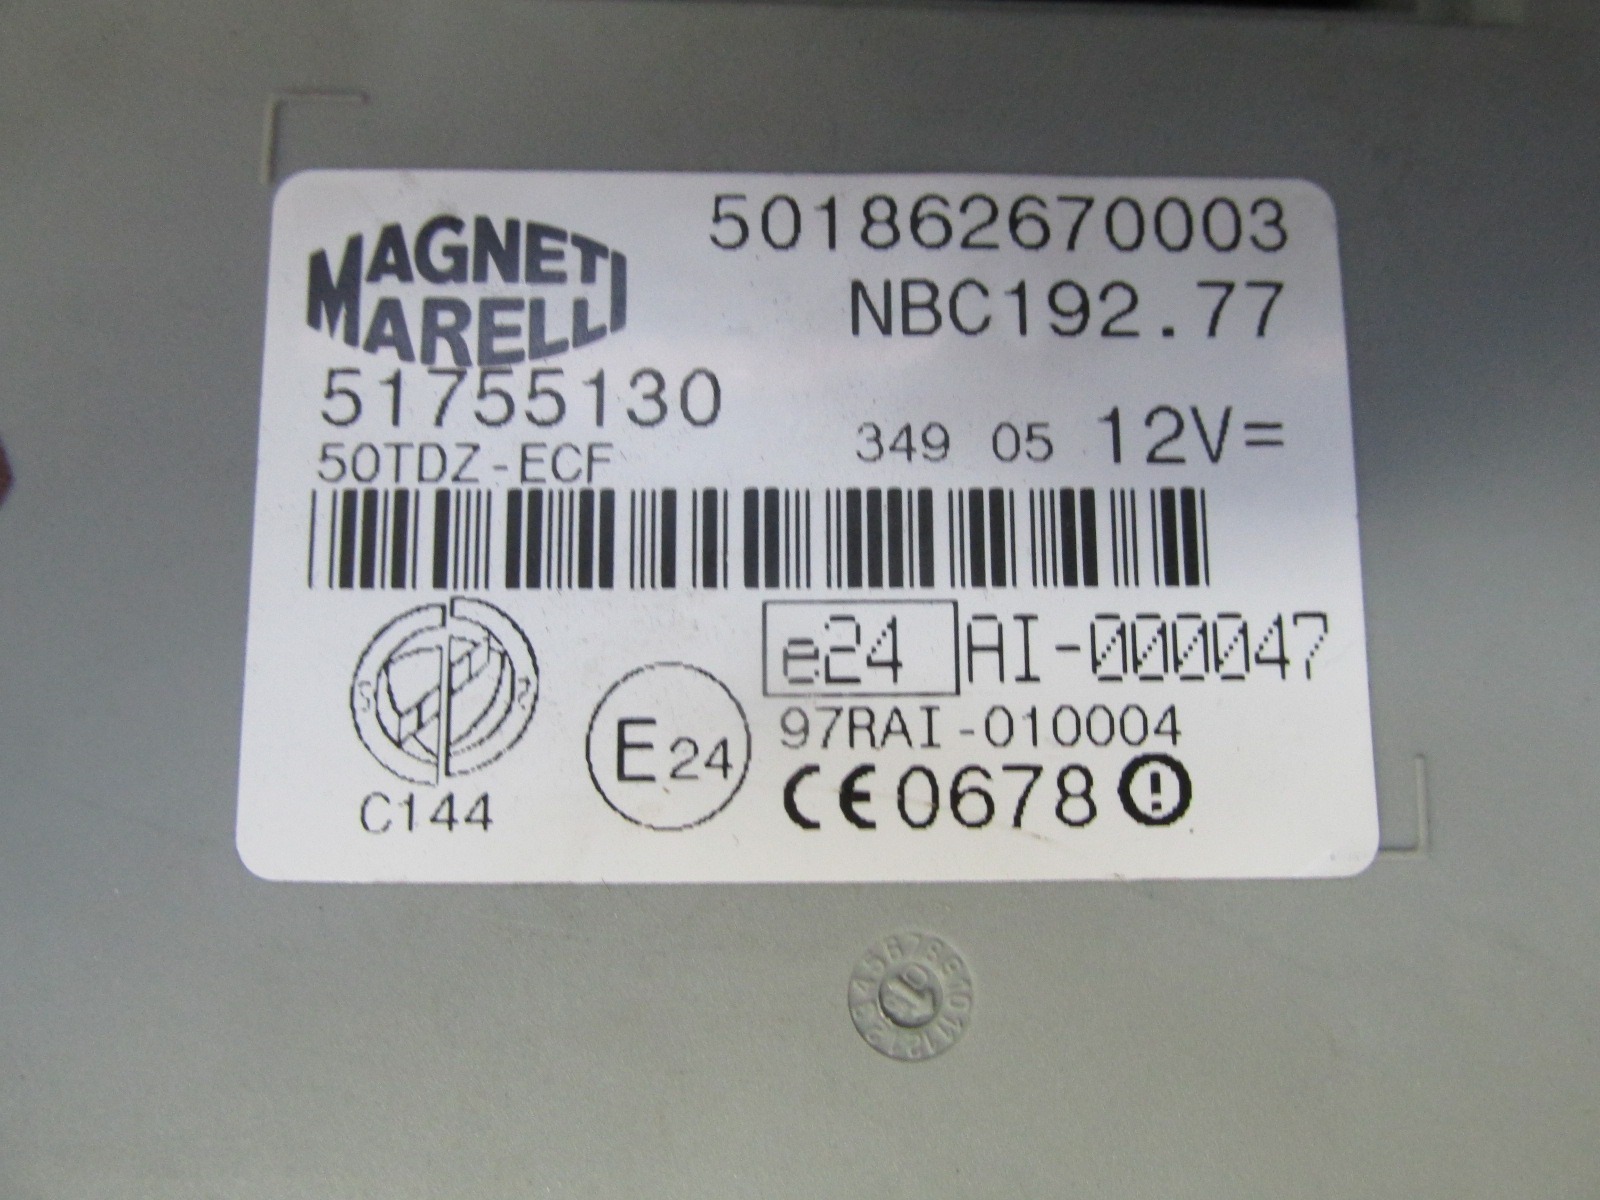 MAGNETI
MARELLI
501862670003
NBC192.77
51755130
50TDZ-ECF
349 05 12V=
e24 AI-000047
E24
97RAI-010004
CE0678
C144